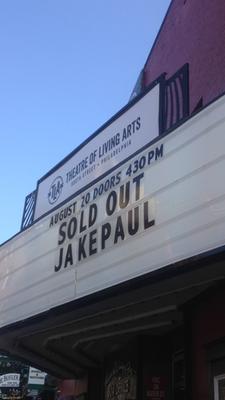 TLA
THEATRE OF LIVING ARTS
SOUTH STREET • PHILADELPHIA
AUGUST 20 DOORS 430 PM
SOLD OUT
JAKEPAUL